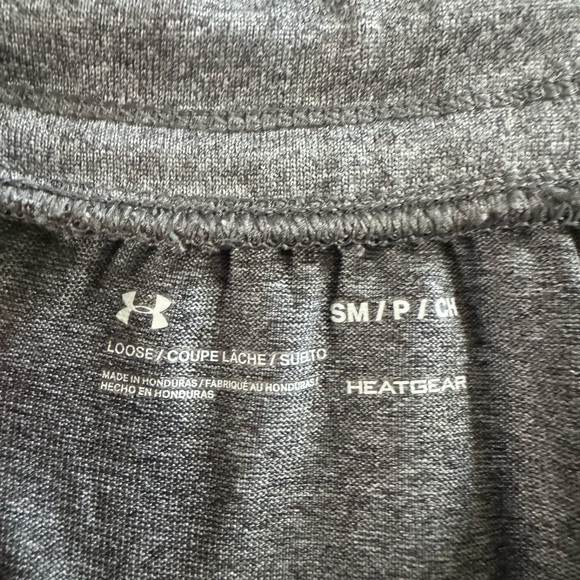 SM / P / CH
LOOSE / COUPE LÂCHE / SUELTO
MADE IN HONDURAS / FABRIQUÉ AU HONDURAS /
HECHO EN HONDURAS
HEATGEAR